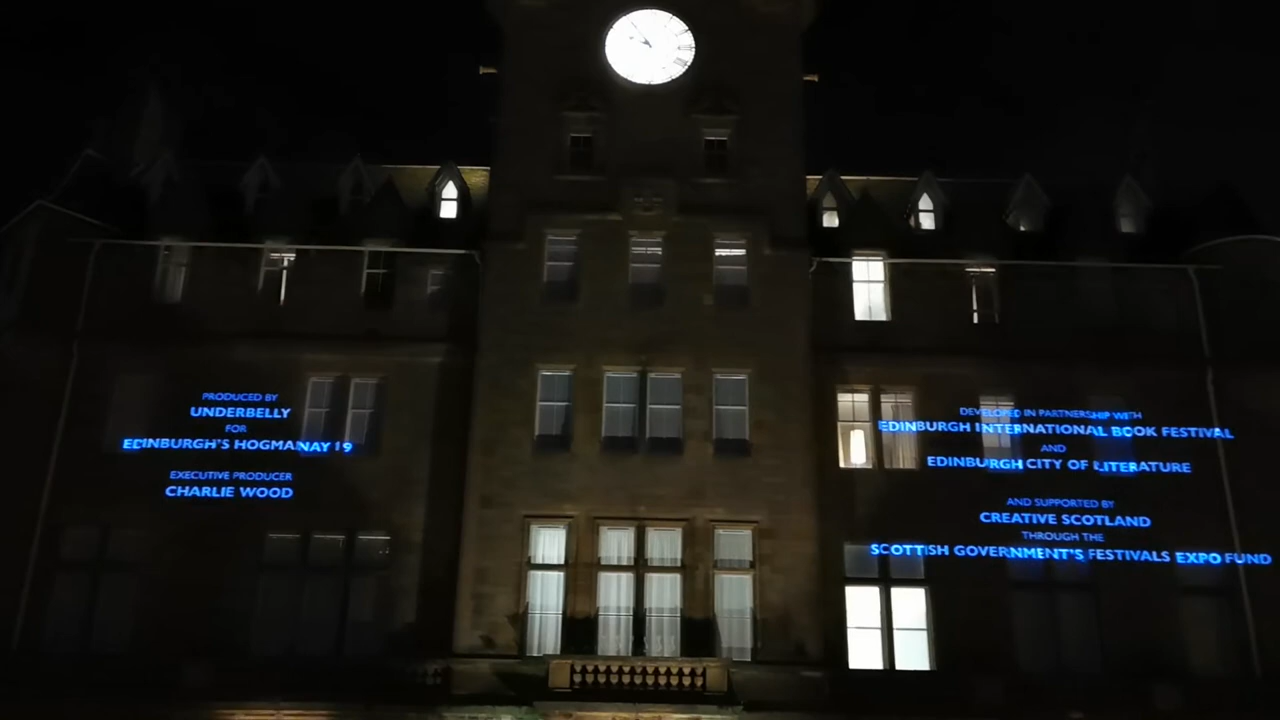 PRODUCED BY
UNDERBELLY
FOR
EDINBURGH'S HOGMANAY 19
EXECUTIVE PRODUCER
CHARLIE WOOD
DEVELOPED IN PARTNERSHIP WITH
EDINBURGH INTERNATIONAL BOOK FESTIVAL
AND
EDINBURGH CITY OF LITERATURE
AND SUPPORTED BY
CREATIVE SCOTLAND
THROUGH THE
SCOTTISH GOVERNMENT'S FESTIVALS EXPO FUND